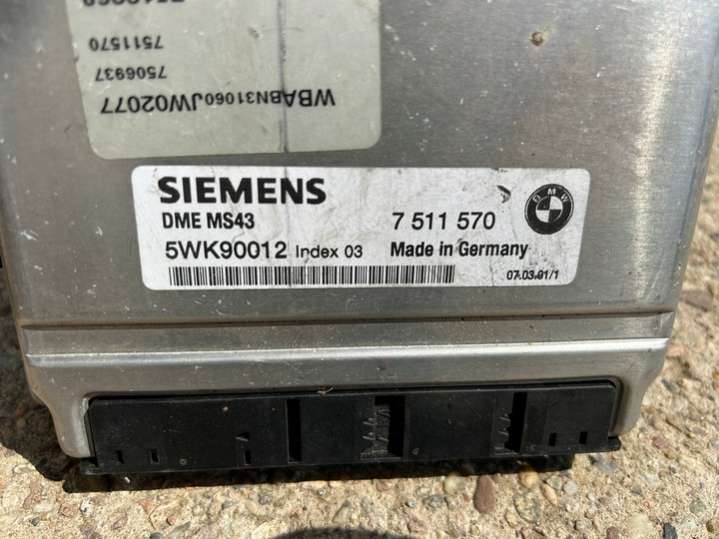 7511570
7506937
WBABN31060JW02077
SIEMENS
DME MS43 7 511 570
BMW
5WK90012 Index 03 Made in Germany
07.03.01/1